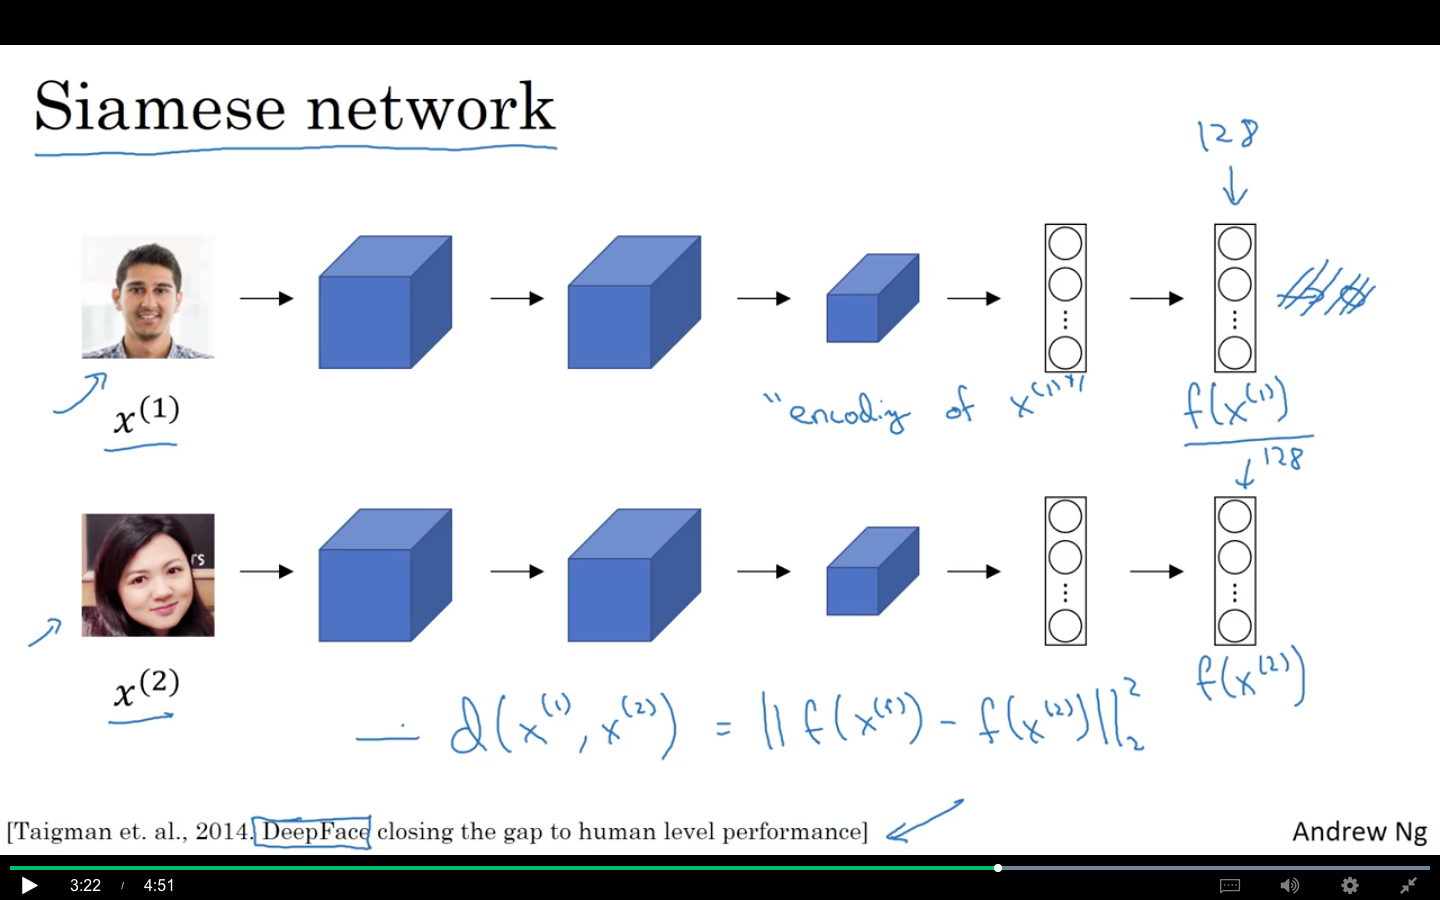 Siamese network
128
x^(1)
"encoding of x^(1)"
f(x^(1))
128
rs
x^(2)
f(x^(2))
d(x^(1), x^(2)) = ||f(x^(1)) - f(x^(2))||_2^2
[Taigman et. al., 2014. DeepFace closing the gap to human level performance]
Andrew Ng
3:22 / 4:51